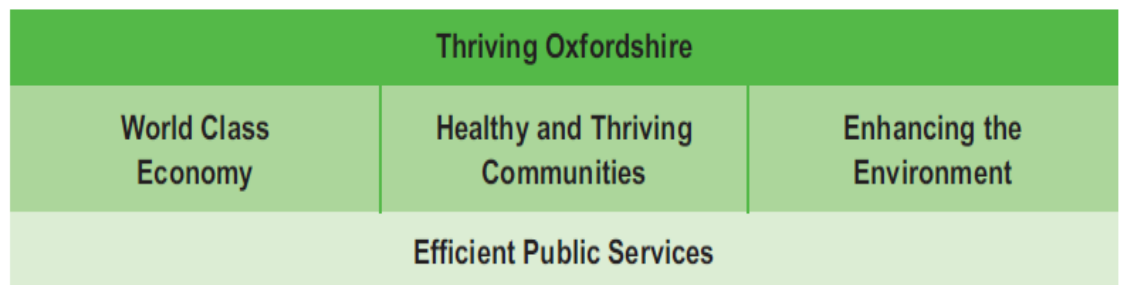 Thriving Oxfordshire
World Class
Economy
Healthy and Thriving
Communities
Enhancing the
Environment
Efficient Public Services